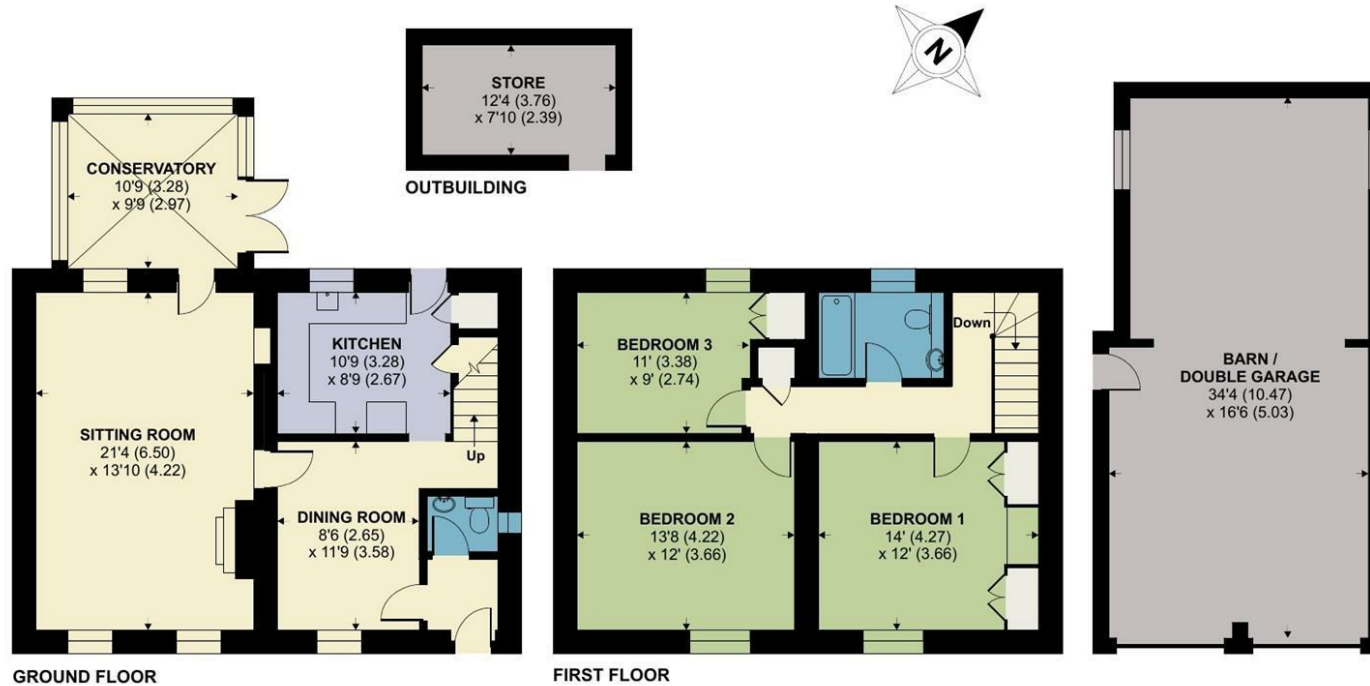 STORE
12'4 (3.76)
x 7'10 (2.39)
OUTBUILDING
N
CONSERVATORY
10'9 (3.28)
x 9'9 (2.97)
KITCHEN
10'9 (3.28)
x 8'9 (2.67)
SITTING ROOM
21'4 (6.50)
x 13'10 (4.22)
Up
DINING ROOM
8'6 (2.65)
x 11'9 (3.58)
GROUND FLOOR
BEDROOM 3
11' (3.38)
x 9' (2.74)
Down
BEDROOM 2
13'8 (4.22)
x 12' (3.66)
BEDROOM 1
14' (4.27)
x 12' (3.66)
FIRST FLOOR
BARN /
DOUBLE GARAGE
34'4 (10.47)
x 16'6 (5.03)